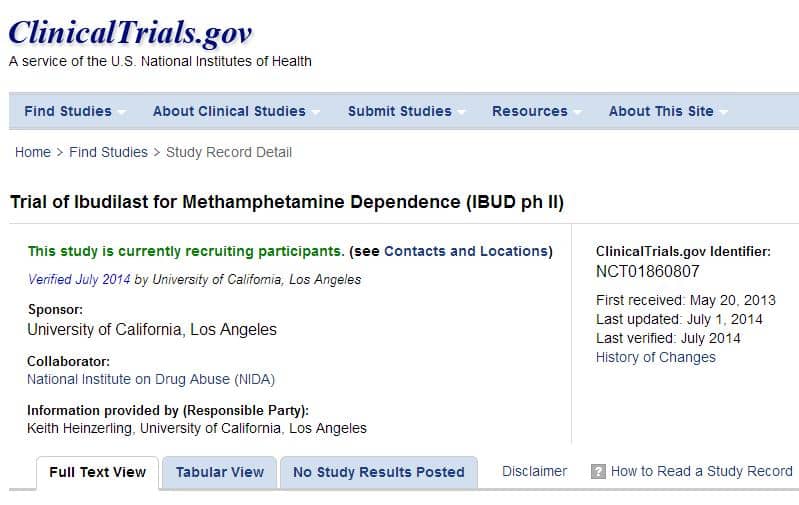 ClinicalTrials.gov
A service of the U.S. National Institutes of Health
Find Studies About Clinical Studies Submit Studies Resources About This Site
Home > Find Studies > Study Record Detail
Trial of Ibudilast for Methamphetamine Dependence (IBUD ph II)
This study is currently recruiting participants. (see Contacts and Locations)
Verified July 2014 by University of California, Los Angeles
Sponsor:
University of California, Los Angeles
Collaborator:
National Institute on Drug Abuse (NIDA)
Information provided by (Responsible Party):
Keith Heinzerling, University of California, Los Angeles
ClinicalTrials.gov Identifier:
NCT01860807
First received: May 20, 2013
Last updated: July 1, 2014
Last verified: July 2014
History of Changes
Full Text View Tabular View No Study Results Posted Disclaimer ? How to Read a Study Record